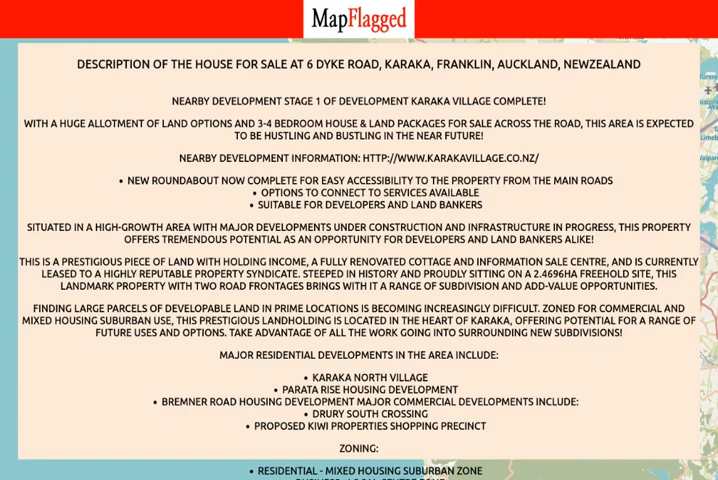 MapFlagged
DESCRIPTION OF THE HOUSE FOR SALE AT 6 DYKE ROAD, KARAKA, FRANKLIN, AUCKLAND, NEWZEALAND
NEARBY DEVELOPMENT STAGE 1 OF DEVELOPMENT KARAKA VILLAGE COMPLETE!
WITH A HUGE ALLOTMENT OF LAND OPTIONS AND 3-4 BEDROOM HOUSE & LAND PACKAGES FOR SALE ACROSS THE ROAD, THIS AREA IS EXPECTED
TO BE HUSTLING AND BUSTLING IN THE NEAR FUTURE!
NEARBY DEVELOPMENT INFORMATION: HTTP://WWW.KARAKAVILLAGE.CO.NZ/
• NEW ROUNDABOUT NOW COMPLETE FOR EASY ACCESSIBILITY TO THE PROPERTY FROM THE MAIN ROADS
• OPTIONS TO CONNECT TO SERVICES AVAILABLE
• SUITABLE FOR DEVELOPERS AND LAND BANKERS
SITUATED IN A HIGH-GROWTH AREA WITH MAJOR DEVELOPMENTS UNDER CONSTRUCTION AND INFRASTRUCTURE IN PROGRESS, THIS PROPERTY
OFFERS TREMENDOUS POTENTIAL AS AN OPPORTUNITY FOR DEVELOPERS AND LAND BANKERS ALIKE!
THIS IS A PRESTIGIOUS PIECE OF LAND WITH HOLDING INCOME, A FULLY RENOVATED COTTAGE AND INFORMATION SALE CENTRE, AND IS CURRENTLY
LEASED TO A HIGHLY REPUTABLE PROPERTY SYNDICATE. STEEPED IN HISTORY AND PROUDLY SITTING ON A 2.4696HA FREEHOLD SITE, THIS
LANDMARK PROPERTY WITH TWO ROAD FRONTAGES BRINGS WITH IT A RANGE OF SUBDIVISION AND ADD-VALUE OPPORTUNITIES.
FINDING LARGE PARCELS OF DEVELOPABLE LAND IN PRIME LOCATIONS IS BECOMING INCREASINGLY DIFFICULT. ZONED FOR COMMERCIAL AND
MIXED HOUSING SUBURBAN USE, THIS PRESTIGIOUS LANDHOLDING IS LOCATED IN THE HEART OF KARAKA, OFFERING POTENTIAL FOR A RANGE OF
FUTURE USES AND OPTIONS. TAKE ADVANTAGE OF ALL THE WORK GOING INTO SURROUNDING NEW SUBDIVISIONS!
MAJOR RESIDENTIAL DEVELOPMENTS IN THE AREA INCLUDE:
• KARAKA NORTH VILLAGE
• PARATA RISE HOUSING DEVELOPMENT
• BREMNER ROAD HOUSING DEVELOPMENT MAJOR COMMERCIAL DEVELOPMENTS INCLUDE:
• DRURY SOUTH CROSSING
• PROPOSED KIWI PROPERTIES SHOPPING PRECINCT
ZONING:
• RESIDENTIAL - MIXED HOUSING SUBURBAN ZONE